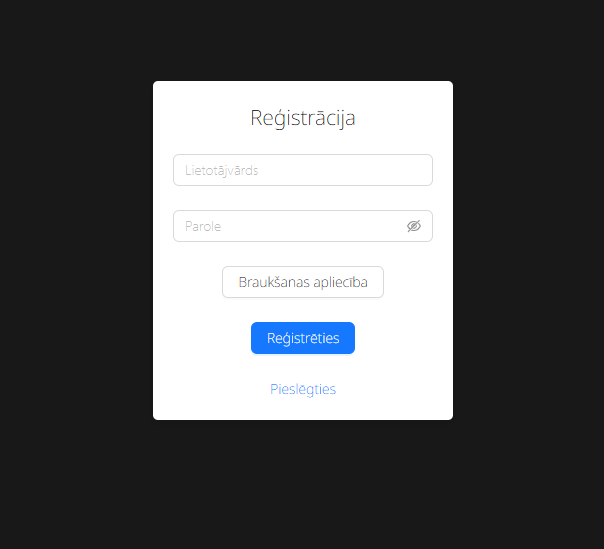 Reģistrācija
Lietotājvārds
Parole
Braukšanas apliecība
Reģistrēties
Pieslēgties